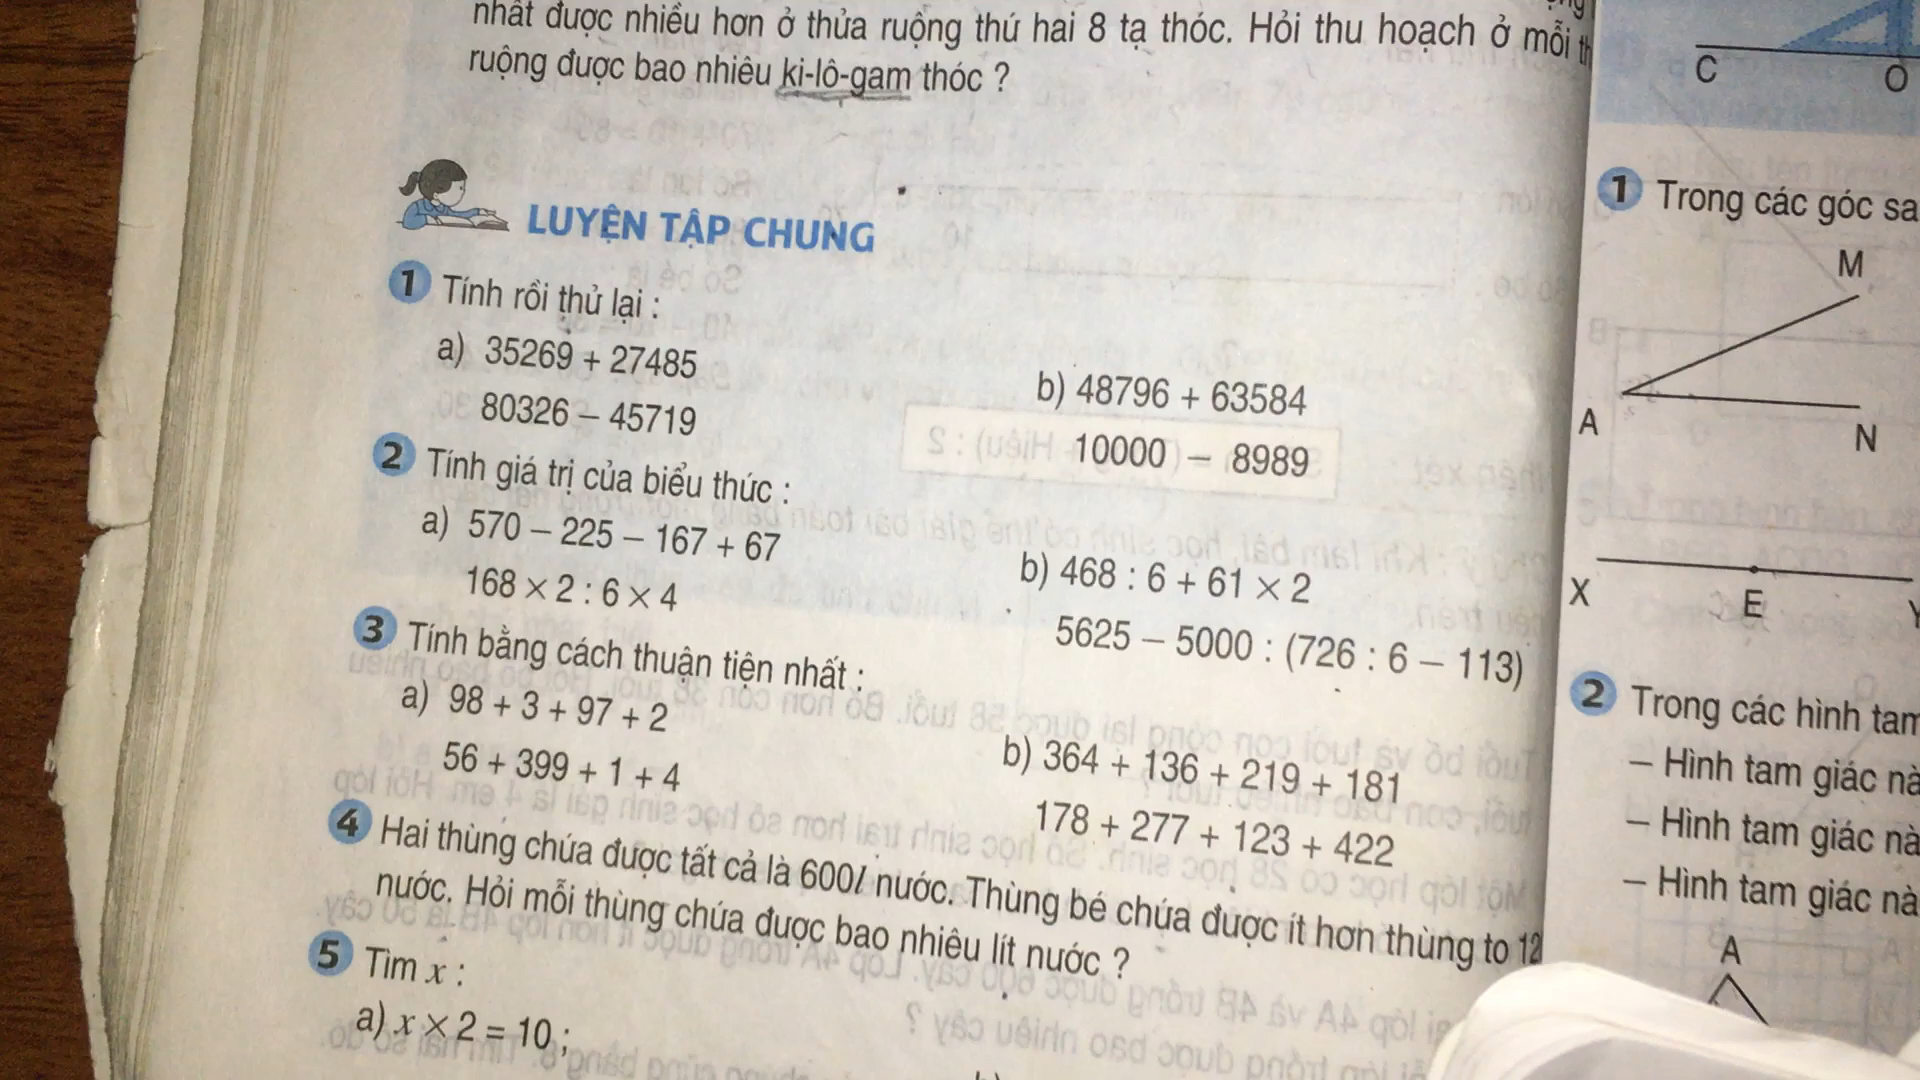 nhất được nhiều hơn ở thửa ruộng thứ hai 8 tạ thóc. Hỏi thu hoạch ở mỗi
ruộng được bao nhiêu ki-lô-gam thóc ?
LUYỆN TẬP CHUNG
1 Tính rồi thử lại :
a) 35269 + 27485
80326 – 45719
b) 48796 + 63584
10000 – 8989
2 Tính giá trị của biểu thức :
a) 570 – 225 – 167 + 67
168 × 2 : 6 × 4
b) 468 : 6 + 61 × 2
5625 – 5000 : (726 : 6 – 113)
3 Tính bằng cách thuận tiện nhất :
a) 98 + 3 + 97 + 2
56 + 399 + 1 + 4
b) 364 + 136 + 219 + 181
178 + 277 + 123 + 422
4 Hai thùng chứa được tất cả là 600l nước. Thùng bé chứa được ít hơn thùng to 12
nước. Hỏi mỗi thùng chứa được bao nhiêu lít nước ?
5 Tìm x :
a) x × 2 = 10 ;
C O
1 Trong các góc sa
M
A
N
X E
2 Trong các hình tam
– Hình tam giác nà
– Hình tam giác nà
– Hình tam giác nà
A